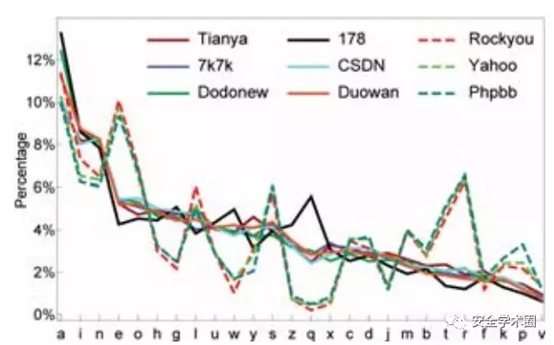 Tianya 178 Rockyou
7k7k CSDN Yahoo
Dodonew Duowan Phpbb
Percentage
12%
10%
8%
6%
4%
2%
0%
a i n e o h g l u w y s z q x c d j m b t r f k p v
安全学术圈